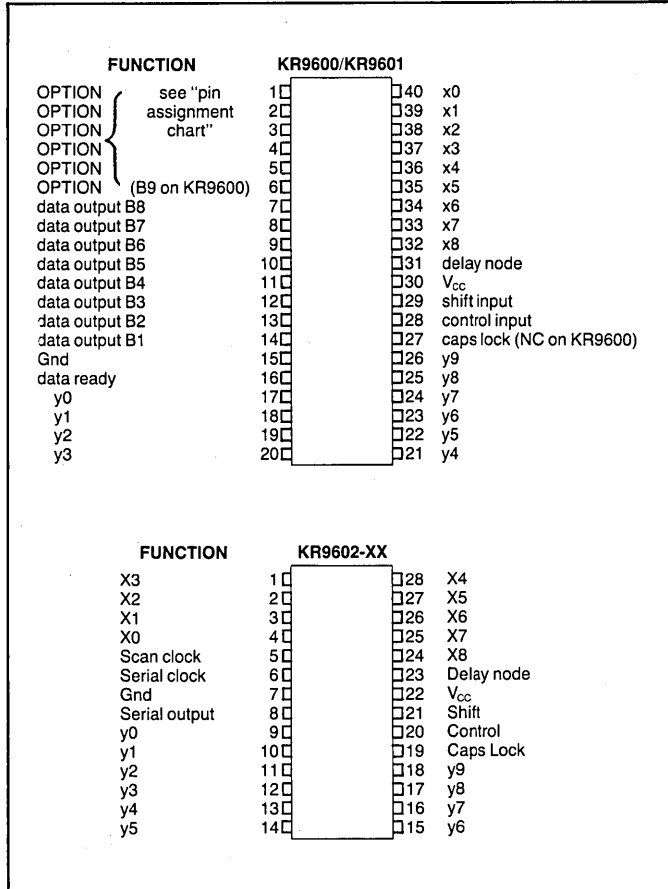 FUNCTION KR9600/KR9601
OPTION see "pin 1 40 x0
OPTION assignment 2 39 x1
OPTION chart" 3 38 x2
OPTION 4 37 x3
OPTION 5 36 x4
OPTION (B9 on KR9600) 6 35 x5
data output B8 7 34 x6
data output B7 8 33 x7
data output B6 9 32 x8
data output B5 10 31 delay node
data output B4 11 30 Vcc
data output B3 12 29 shift input
data output B2 13 28 control input
data output B1 14 27 caps lock (NC on KR9600)
Gnd 15 26 y9
data ready 16 25 y8
y0 17 24 y7
y1 18 23 y6
y2 19 22 y5
y3 20 21 y4
FUNCTION KR9602-XX
X3 1 28 X4
X2 2 27 X5
X1 3 26 X6
X0 4 25 X7
Scan clock 5 24 X8
Serial clock 6 23 Delay node
Gnd 7 22 Vcc
Serial output 8 21 Shift
y0 9 20 Control
y1 10 19 Caps Lock
y2 11 18 y9
y3 12 17 y8
y4 13 16 y7
y5 14 15 y6